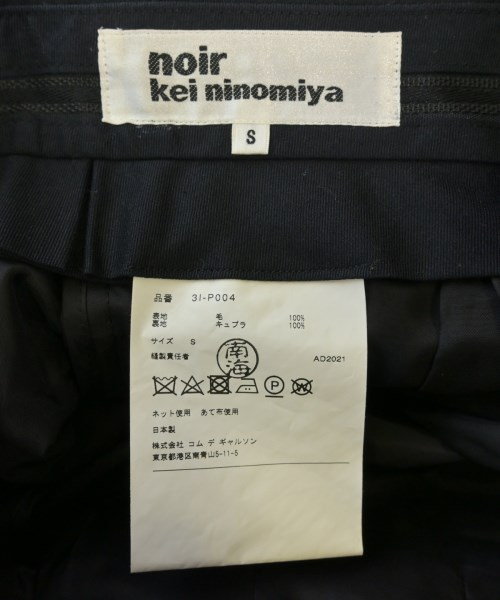 noir
kei ninomiya
S
品番 3I-P004
表地 毛 100%
裏地 キュプラ 100%
サイズ S
縫製責任者 南海 AD2021
P W
ネット使用 あて布使用
日本製
株式会社 コム デ ギャルソン
東京都港区南青山5-11-5